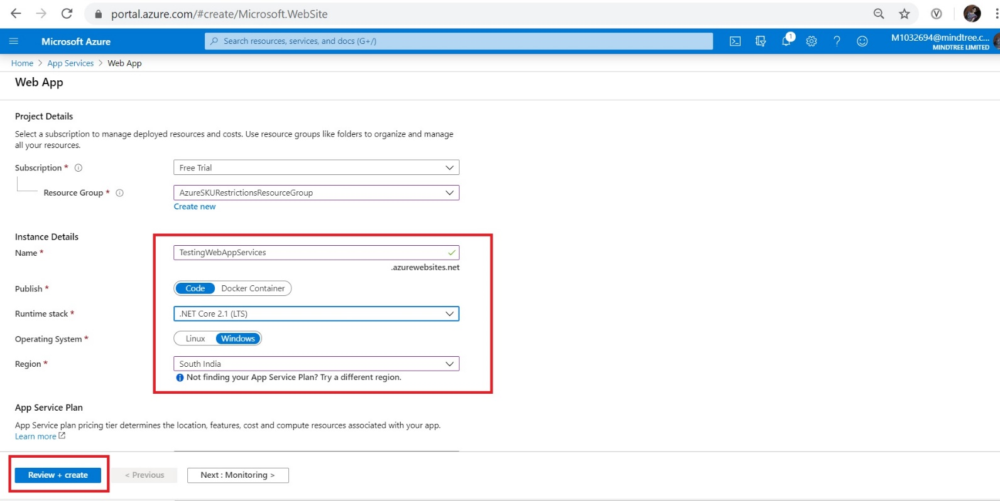 portal.azure.com/#create/Microsoft.WebSite
Microsoft Azure
Search resources, services, and docs (G+/)
1
M1032694@mindtree.c...
MINDTREE LIMITED
Home > App Services > Web App
Web App
Project Details
Select a subscription to manage deployed resources and costs. Use resource groups like folders to organize and manage
all your resources.
Subscription *
Free Trial
Resource Group *
AzureSKURestrictionsResourceGroup
Create new
Instance Details
Name *
TestingWebAppServices
.azurewebsites.net
Publish *
Code Docker Container
Runtime stack *
.NET Core 2.1 (LTS)
Operating System *
Linux Windows
Region *
South India
Not finding your App Service Plan? Try a different region.
App Service Plan
App Service plan pricing tier determines the location, features, cost and compute resources associated with your app.
Learn more
Review + create
< Previous
Next : Monitoring >